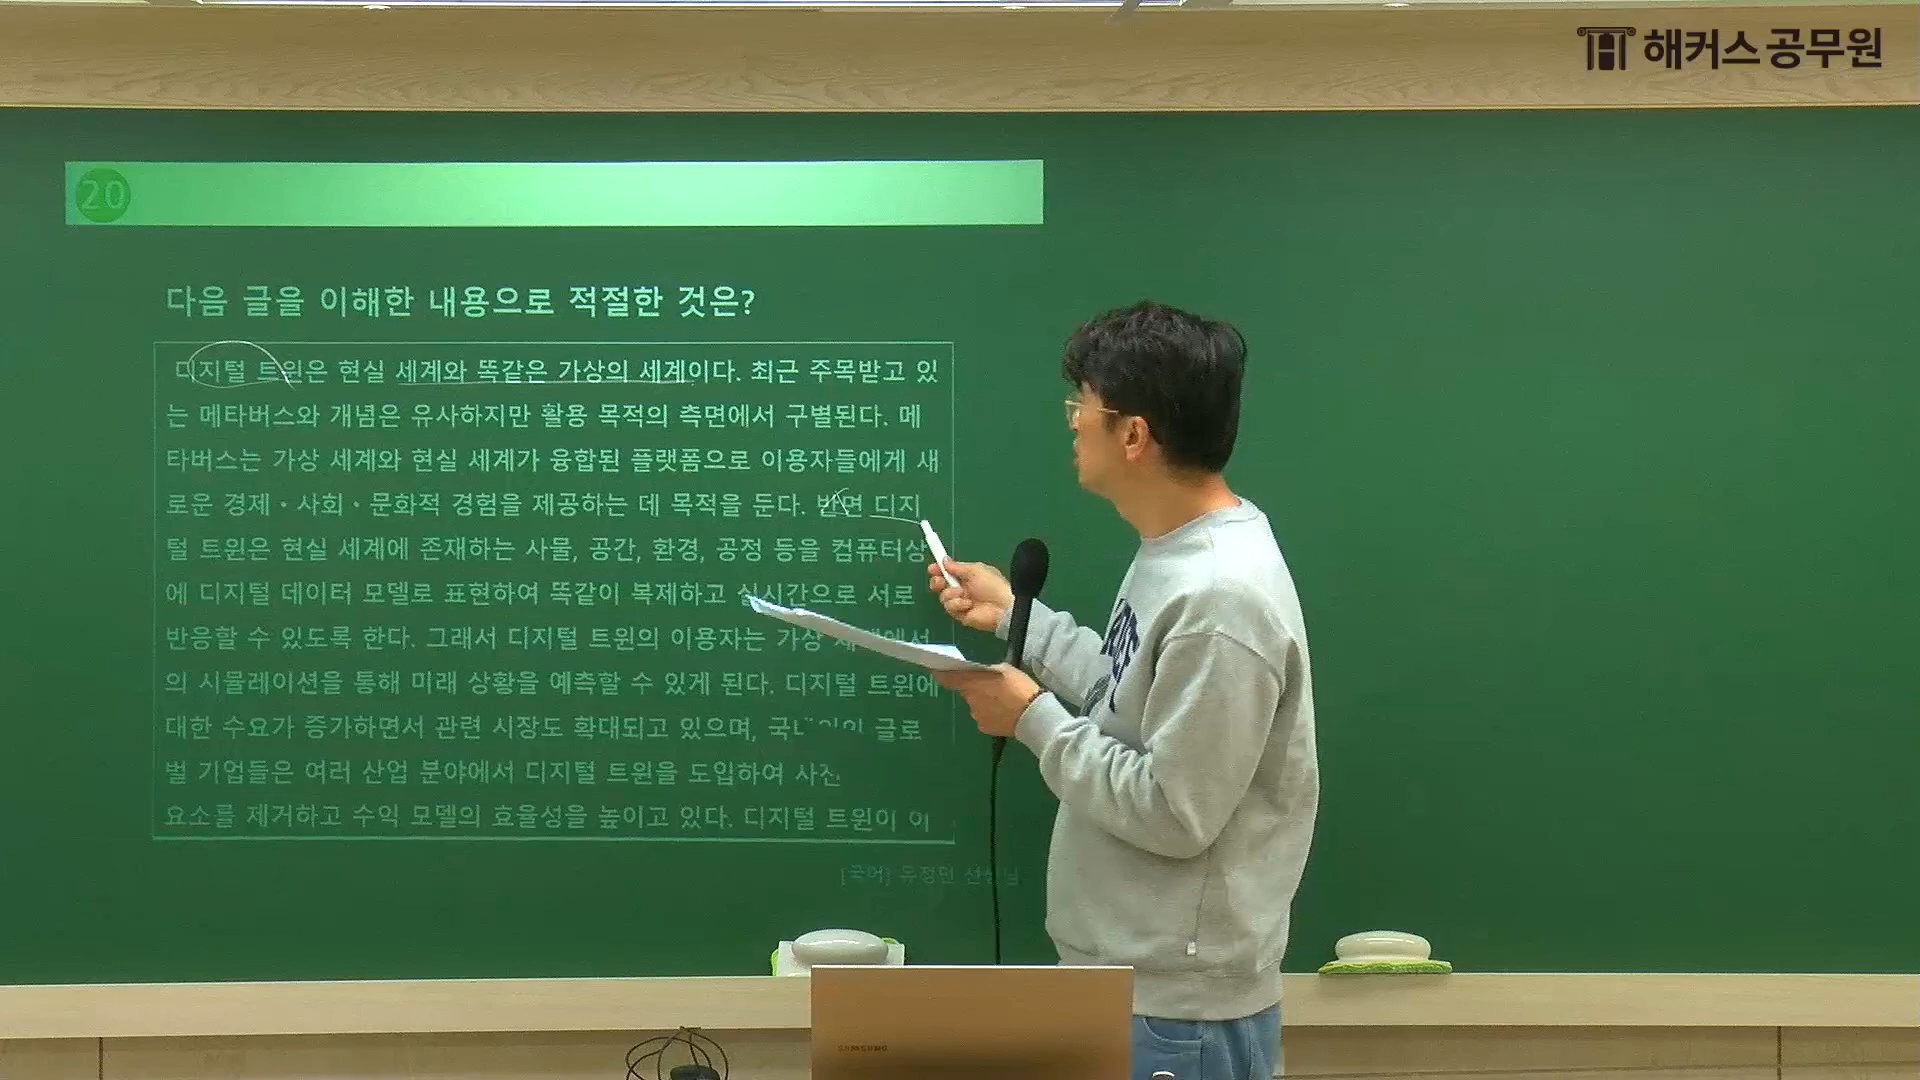 해커스공무원
20
다음 글을 이해한 내용으로 적절한 것은?
디지털 트윈은 현실 세계와 똑같은 가상의 세계이다. 최근 주목받고 있
는 메타버스와 개념은 유사하지만 활용 목적의 측면에서 구별된다. 메
타버스는 가상 세계와 현실 세계가 융합된 플랫폼으로 이용자들에게 새
로운 경제·사회·문화적 경험을 제공하는 데 목적을 둔다. 반면 디지
털 트윈은 현실 세계에 존재하는 사물, 공간, 환경, 공정 등을 컴퓨터상
에 디지털 데이터 모델로 표현하여 똑같이 복제하고 실시간으로 서로
반응할 수 있도록 한다. 그래서 디지털 트윈의 이용자는 가상
의 시뮬레이션을 통해 미래 상황을 예측할 수 있게 된다. 디지털 트윈에
대한 수요가 증가하면서 관련 시장도 확대되고 있으며, 글로
벌 기업들은 여러 산업 분야에서 디지털 트윈을 도입하여
요소를 제거하고 수익 모델의 효율성을 높이고 있다. 디지털 트윈이 이
[국어] 유정민 선생님
SAMSUNG